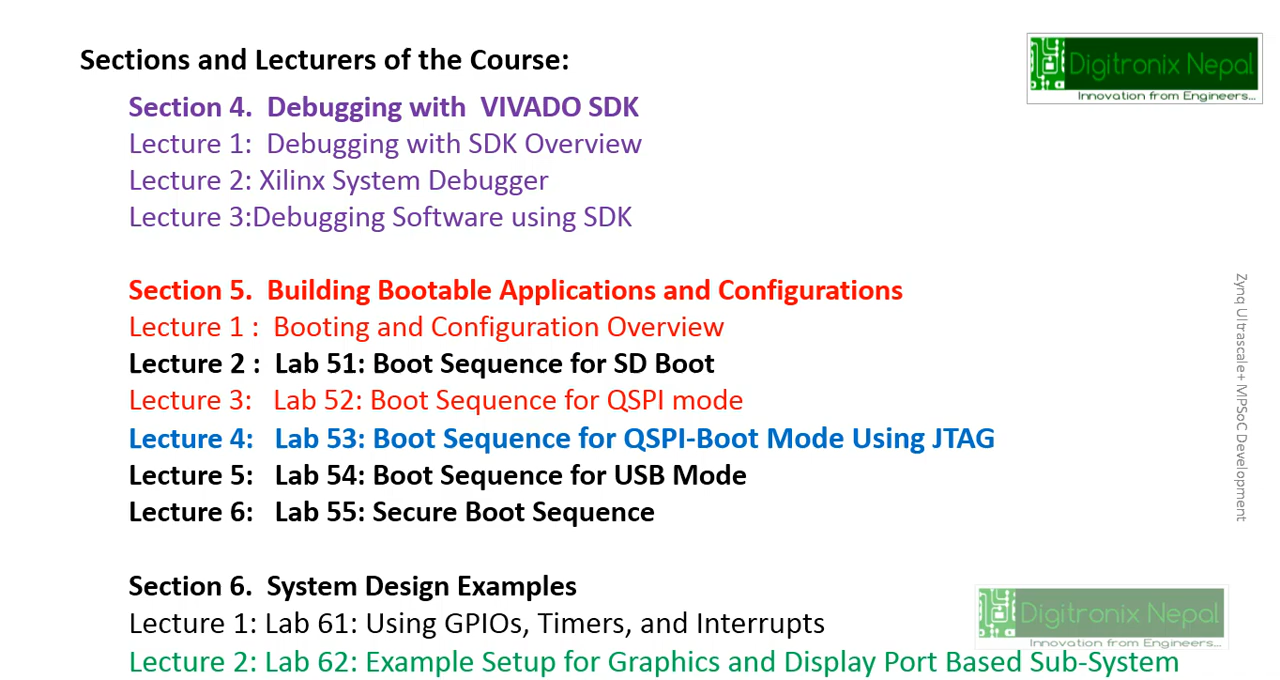 Sections and Lecturers of the Course:
Digitronix Nepal
Innovation from Engineers...
Section 4. Debugging with VIVADO SDK
Lecture 1: Debugging with SDK Overview
Lecture 2: Xilinx System Debugger
Lecture 3:Debugging Software using SDK
Section 5. Building Bootable Applications and Configurations
Lecture 1 : Booting and Configuration Overview
Lecture 2 : Lab 51: Boot Sequence for SD Boot
Lecture 3: Lab 52: Boot Sequence for QSPI mode
Lecture 4: Lab 53: Boot Sequence for QSPI-Boot Mode Using JTAG
Lecture 5: Lab 54: Boot Sequence for USB Mode
Lecture 6: Lab 55: Secure Boot Sequence
Zynq Ultrascale+ MPSoC Development
Section 6. System Design Examples
Lecture 1: Lab 61: Using GPIOs, Timers, and Interrupts
Lecture 2: Lab 62: Example Setup for Graphics and Display Port Based Sub-System
Digitronix Nepal
Innovation from Engineers...